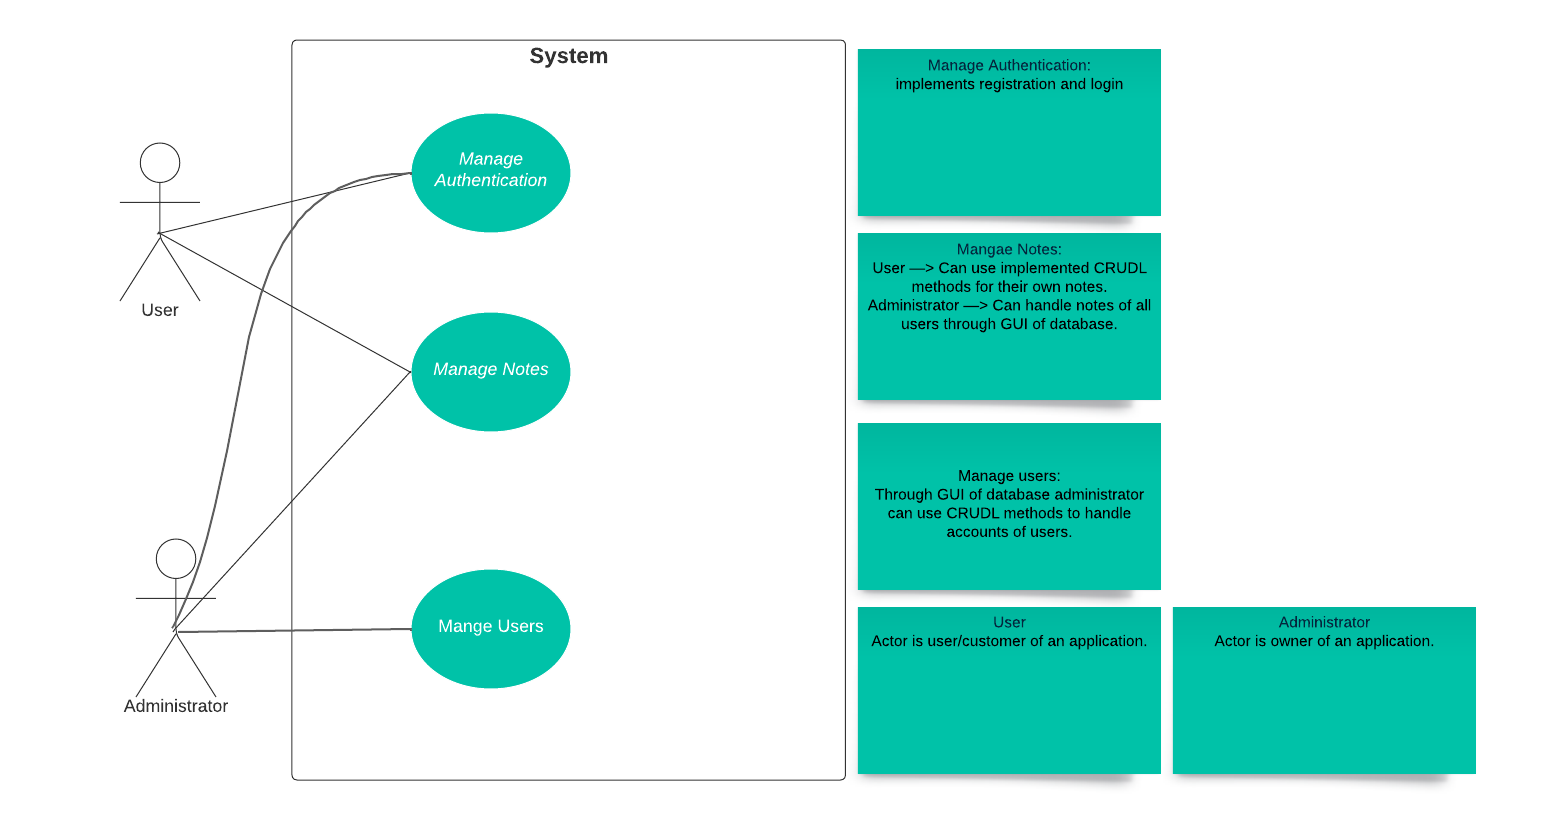 System
Manage
Authentication
User
Manage Notes
Administrator
Mange Users
Manage Authentication:
implements registration and login
Mangae Notes:
User —> Can use implemented CRUDL
methods for their own notes.
Administrator —> Can handle notes of all
users through GUI of database.
Manage users:
Through GUI of database administrator
can use CRUDL methods to handle
accounts of users.
User
Actor is user/customer of an application.
Administrator
Actor is owner of an application.